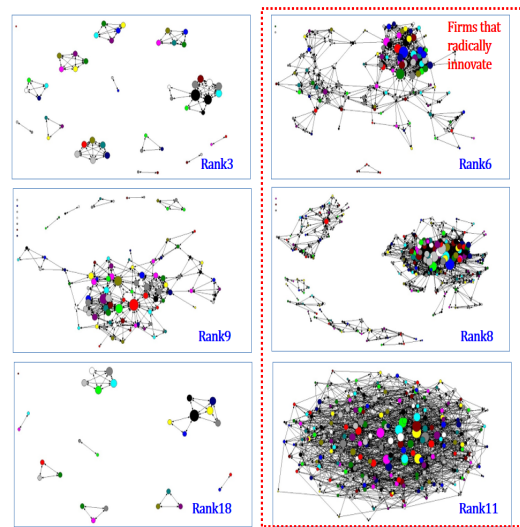 Firms that
radically
innovate
Rank3
Rank6
Rank9
Rank8
Rank18
Rank11